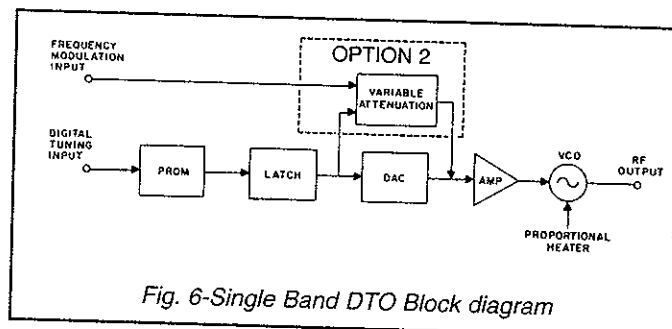 FREQUENCY
MODULATION
INPUT
OPTION 2
VARIABLE
ATTENUATION
DIGITAL
TUNING
INPUT
PROM
LATCH
DAC
AMP
VCO
RF
OUTPUT
PROPORTIONAL
HEATER
Fig. 6-Single Band DTO Block diagram